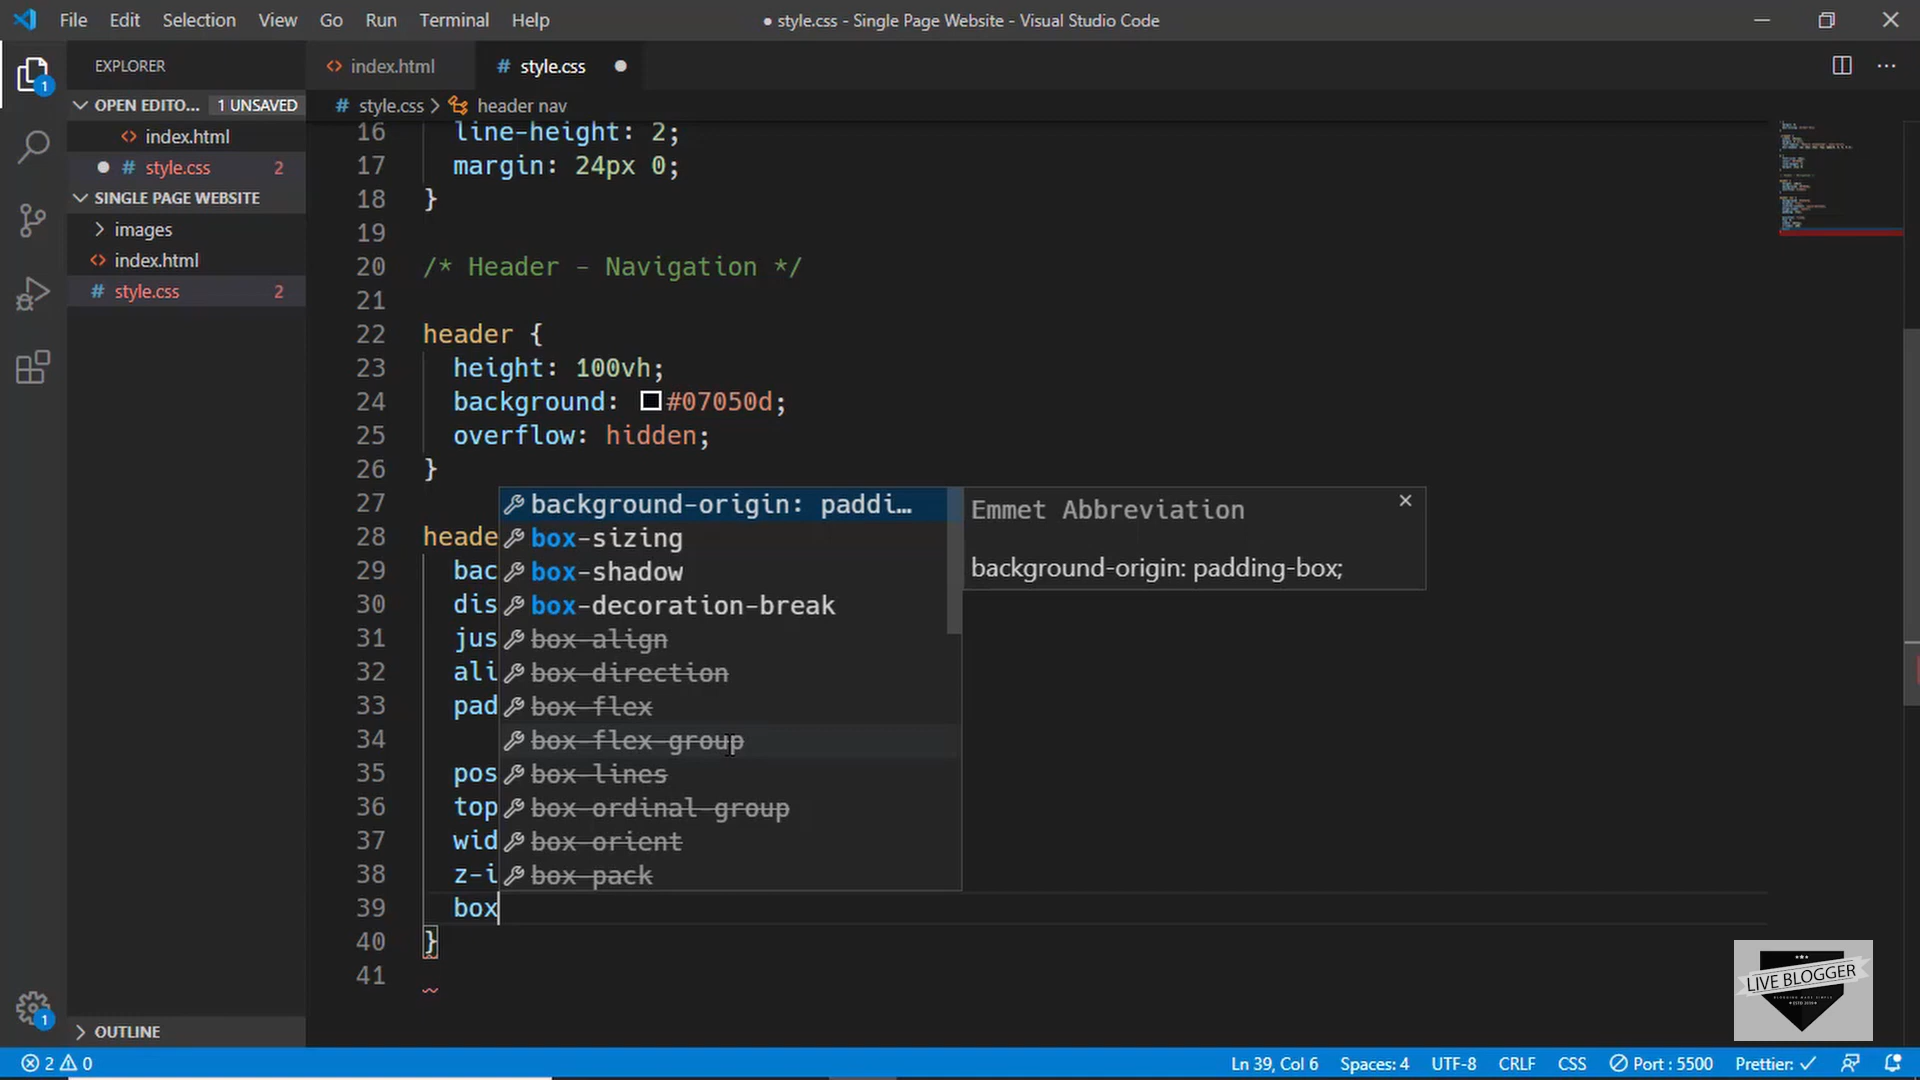 File Edit Selection View Go Run Terminal Help
● style.css - Single Page Website - Visual Studio Code
EXPLORER
OPEN EDITO... 1 UNSAVED
index.html
# style.css 2
SINGLE PAGE WEBSITE
images
index.html
# style.css 2
OUTLINE
index.html # style.css
# style.css > header nav
16 line-height: 2;
17 margin: 24px 0;
18 }
19
20 /* Header - Navigation */
21
22 header {
23 height: 100vh;
24 background: #07050d;
25 overflow: hidden;
26 }
27
28 heade
29 bac
30 dis
31 jus
32 ali
33 pad
34
35 pos
36 top
37 wid
38 z-i
39 box
40 }
41
background-origin: paddi...
box-sizing
box-shadow
box-decoration-break
box-align
box-direction
box-flex
box-flex-group
box-lines
box-ordinal-group
box-orient
box-pack
Emmet Abbreviation
background-origin: padding-box;
LIVE BLOGGER
1
1
2 0
Ln 39, Col 6 Spaces: 4 UTF-8 CRLF CSS Port : 5500 Prettier: ✓